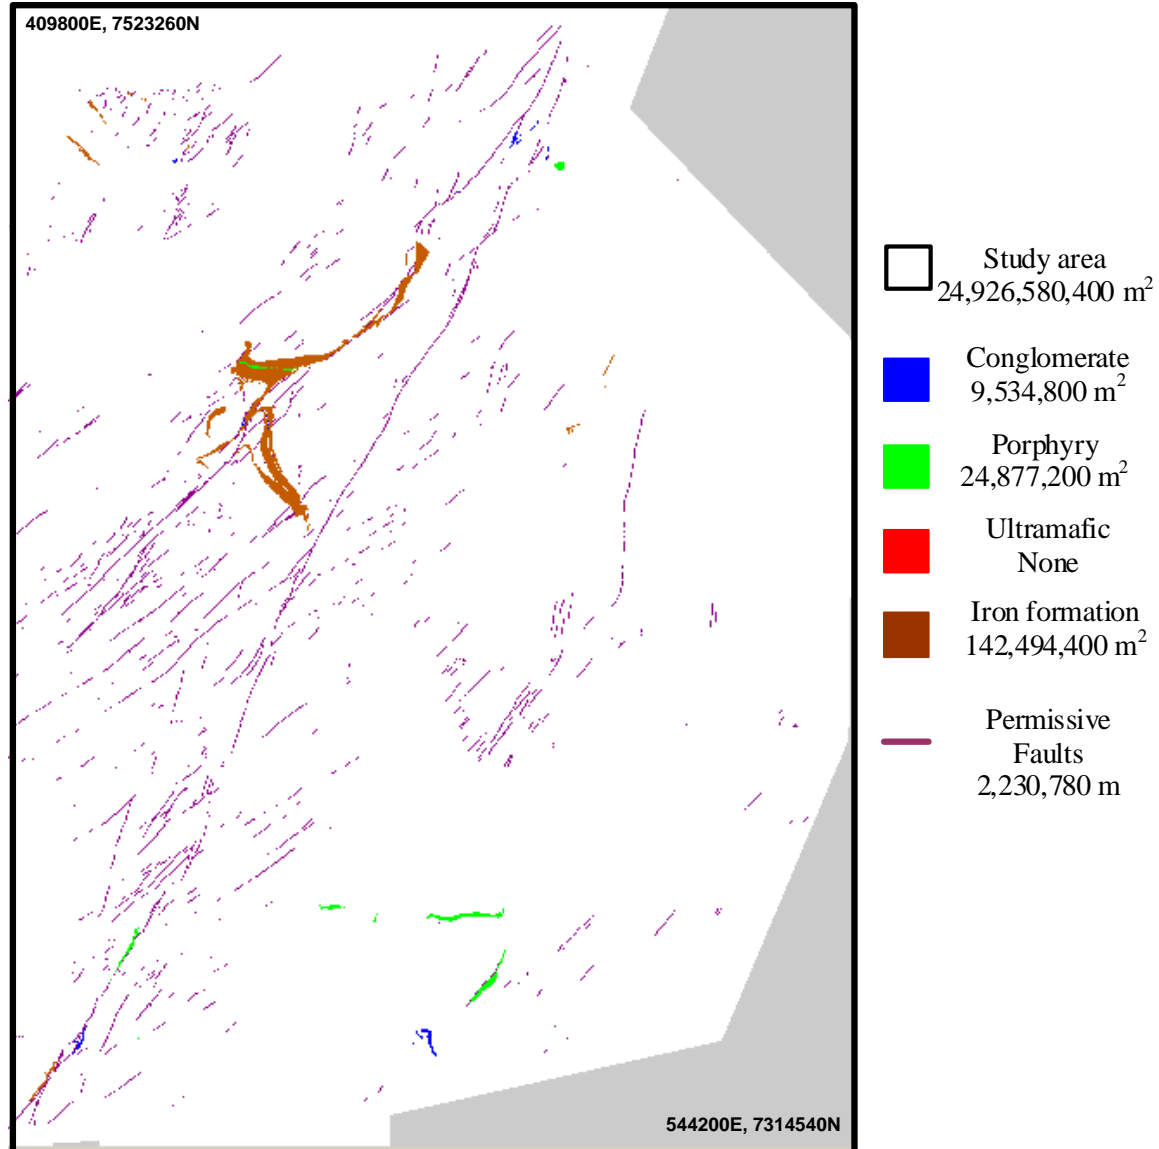 409800E, 7523260N
Study area
24,926,580,400 m²
Conglomerate
9,534,800 m²
Porphyry
24,877,200 m²
Ultramafic
None
Iron formation
142,494,400 m²
Permissive
Faults
2,230,780 m
544200E, 7314540N